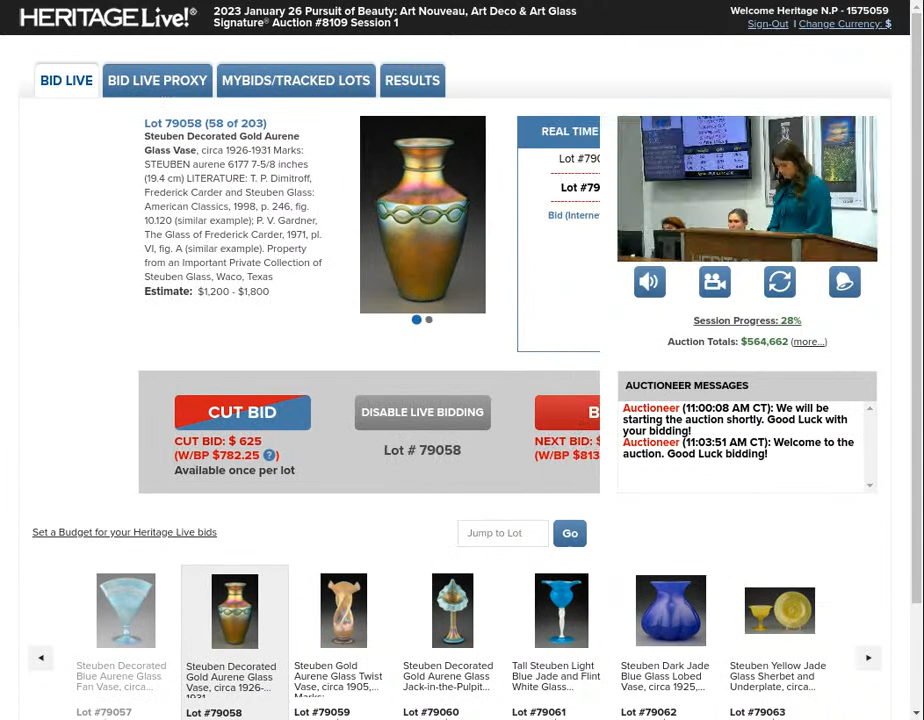 HERITAGE Live!®
2023 January 26 Pursuit of Beauty: Art Nouveau, Art Deco & Art Glass
Signature® Auction #8109 Session 1
Welcome Heritage N.P - 1575059
Sign-Out | Change Currency: $
BID LIVE
BID LIVE PROXY
MYBIDS/TRACKED LOTS
RESULTS
Lot 79058 (58 of 203)
Steuben Decorated Gold Aurene
Glass Vase, circa 1926-1931 Marks:
STEUBEN aurene 6177 7-5/8 inches
(19.4 cm) LITERATURE: T. P. Dimitroff,
Frederick Carder and Steuben Glass:
American Classics, 1998, p. 246, fig.
10.120 (similar example); P. V. Gardner,
The Glass of Frederick Carder, 1971, pl.
VI, fig. A (similar example). Property
from an Important Private Collection of
Steuben Glass, Waco, Texas
Estimate: $1,200 - $1,800
REAL TIME
Lot #790
Lot #79
Bid (Interne
HERITAGE
Session Progress: 28%
Auction Totals: $564,662 (more...)
CUT BID
CUT BID: $ 625
(W/BP $782.25 ?)
Available once per lot
DISABLE LIVE BIDDING
Lot # 79058
B
NEXT BID: $
(W/BP $813
AUCTIONEER MESSAGES
Auctioneer (11:00:08 AM CT): We will be
starting the auction shortly. Good Luck with
your bidding!
Auctioneer (11:03:51 AM CT): Welcome to the
auction. Good Luck bidding!
Set a Budget for your Heritage Live bids
Jump to Lot
Go
Steuben Decorated
Blue Aurene Glass
Fan Vase, circa...
Lot #79057
Steuben Decorated
Gold Aurene Glass
Vase, circa 1926-...
1931
Lot #79058
Steuben Gold
Aurene Glass Twist
Vase, circa 1905,...
Marks:
Lot #79059
Steuben Decorated
Gold Aurene Glass
Jack-in-the-Pulpit...
Lot #79060
Tall Steuben Light
Blue Jade and Flint
White Glass...
Lot #79061
Steuben Dark Jade
Blue Glass Lobed
Vase, circa 1925,...
Lot #79062
Steuben Yellow Jade
Glass Sherbet and
Underplate, circa...
Lot #79063